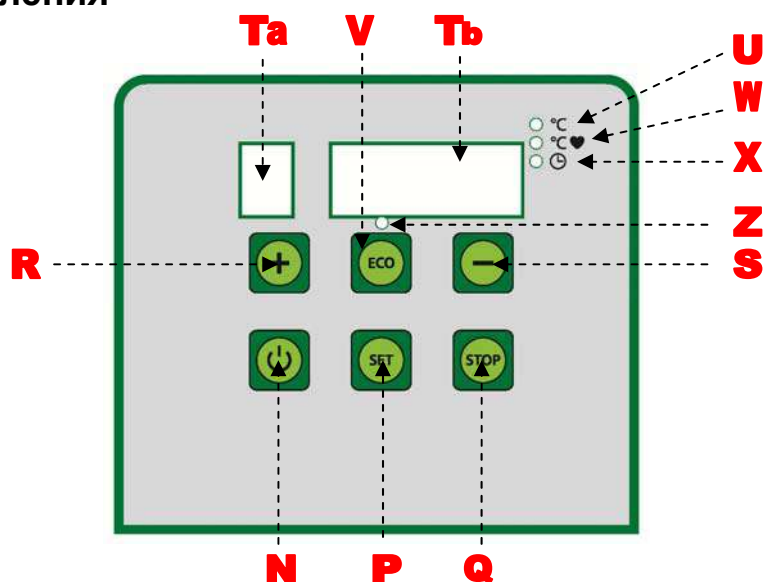 Ta V Tb
U
W
X
Z
S
R
°C
°C♥
+ ECO −
SET STOP
N P Q